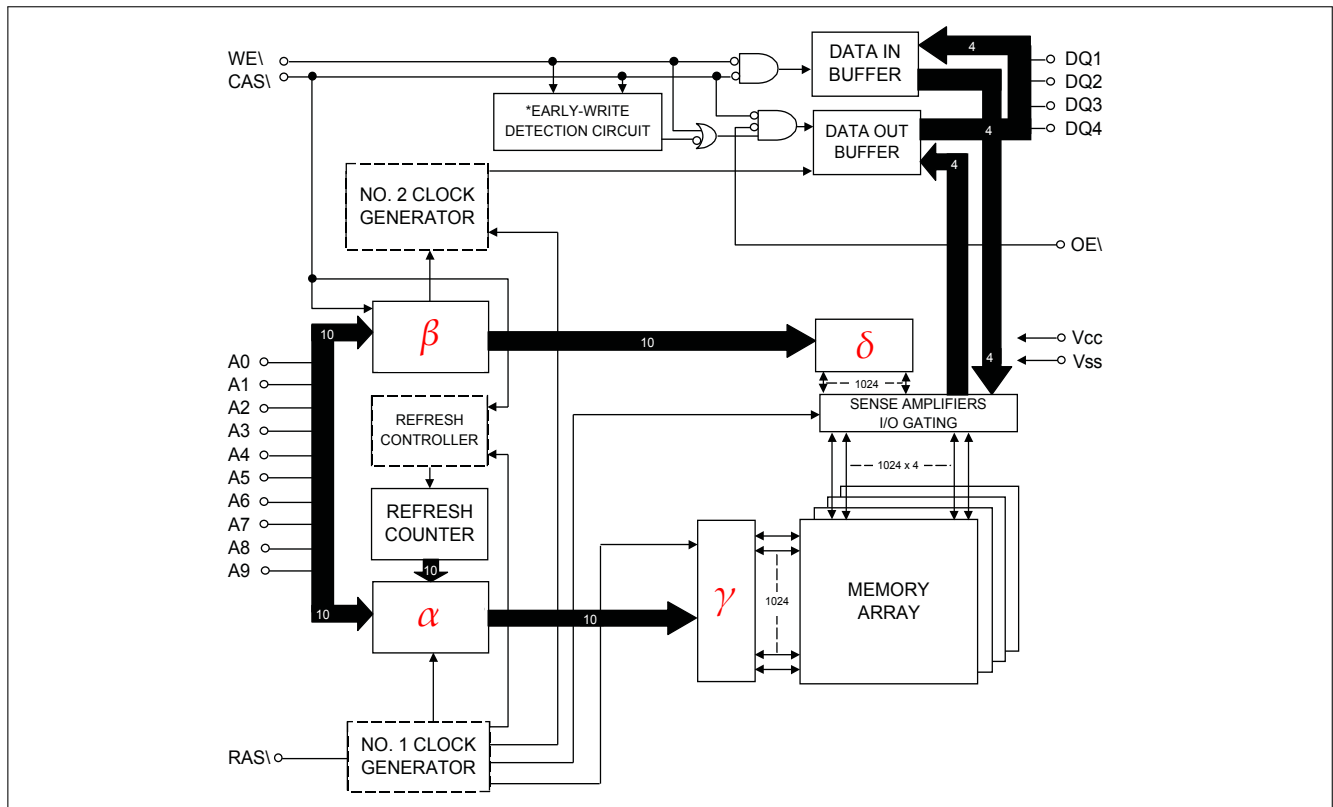 WE\
CAS\
DATA IN
BUFFER
4
DQ1
DQ2
DQ3
DQ4
*EARLY-WRITE
DETECTION CIRCUIT
DATA OUT
BUFFER
4
4
NO. 2 CLOCK
GENERATOR
OE\
10
β
10
δ
4
Vcc
Vss
1024
SENSE AMPLIFIERS
I/O GATING
A0
A1
A2
A3
A4
A5
A6
A7
A8
A9
REFRESH
CONTROLLER
1024 x 4
REFRESH
COUNTER
10
10
α
10
γ
1024
MEMORY
ARRAY
RAS\
NO. 1 CLOCK
GENERATOR